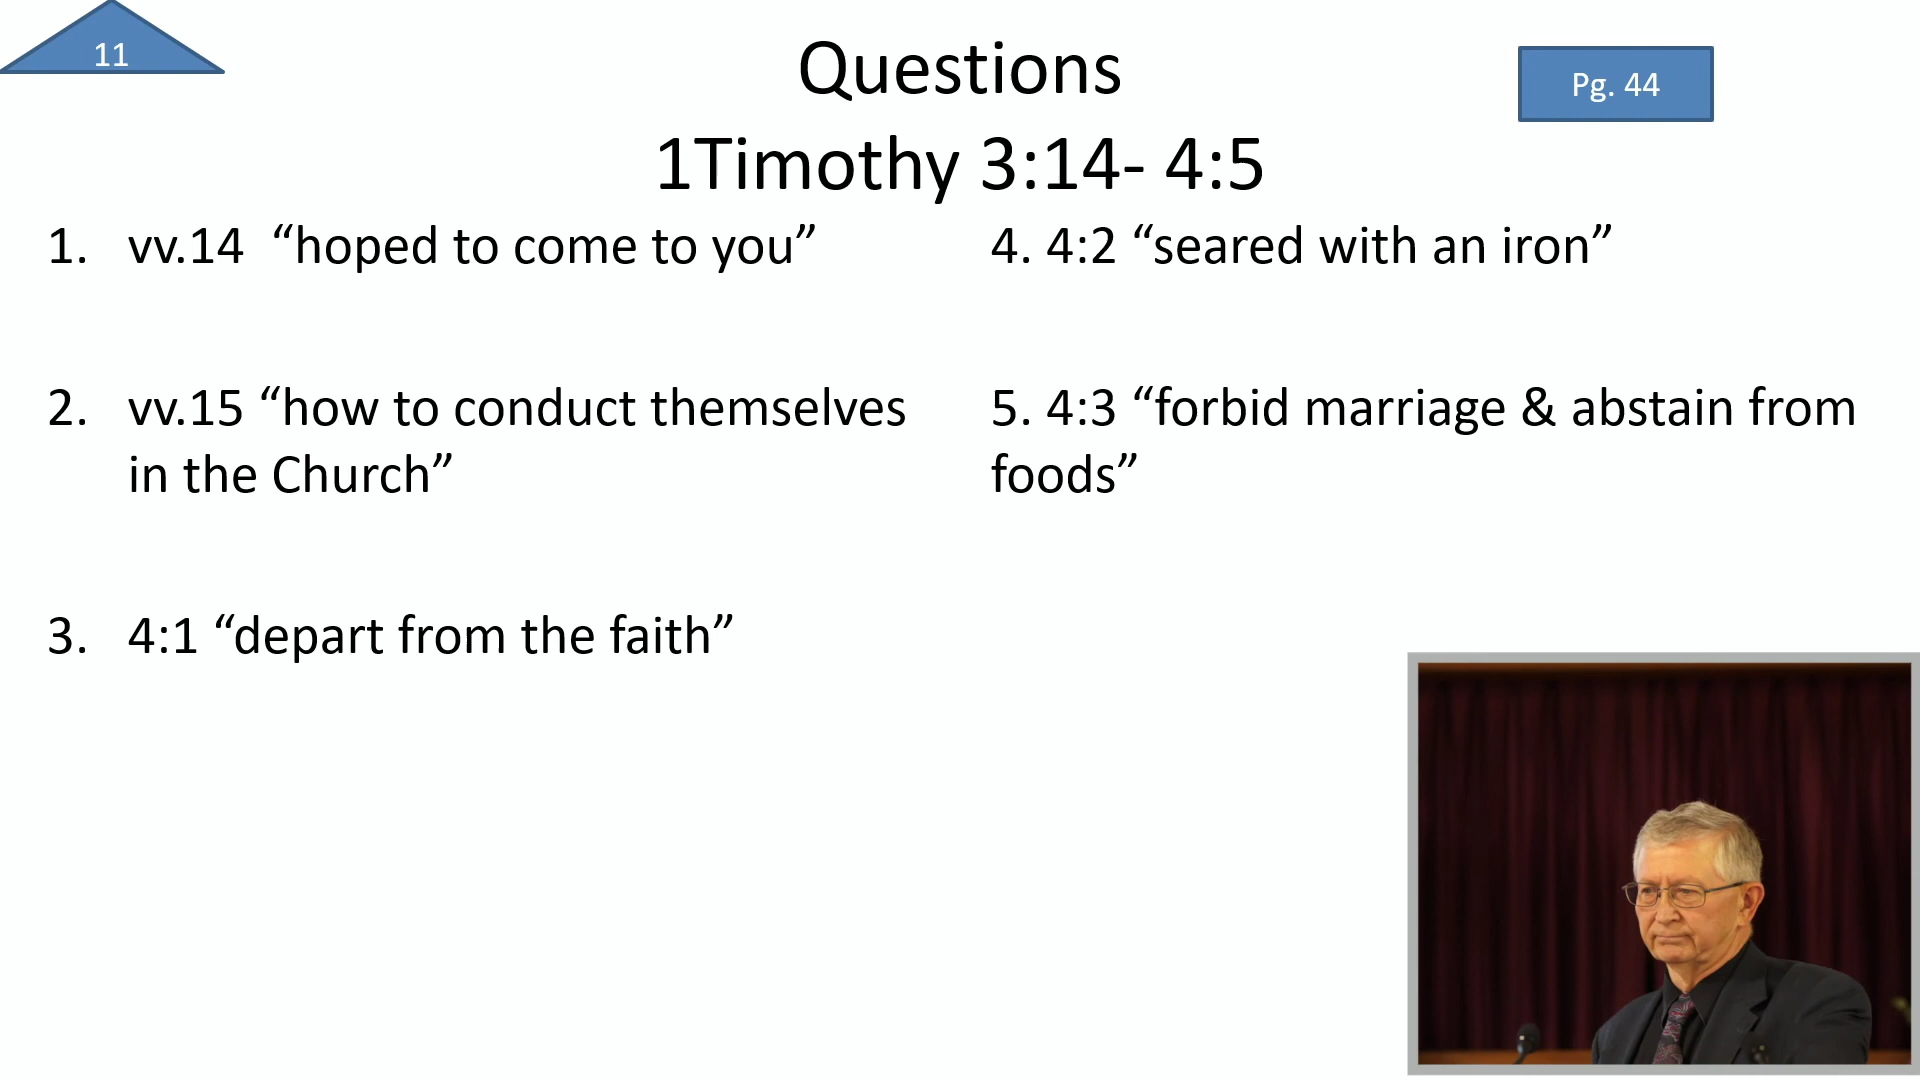 11
Questions
Pg. 44
1Timothy 3:14- 4:5
1. vv.14 “hoped to come to you”
2. vv.15 “how to conduct themselves
in the Church”
3. 4:1 “depart from the faith”
4. 4:2 “seared with an iron”
5. 4:3 “forbid marriage & abstain from
foods”